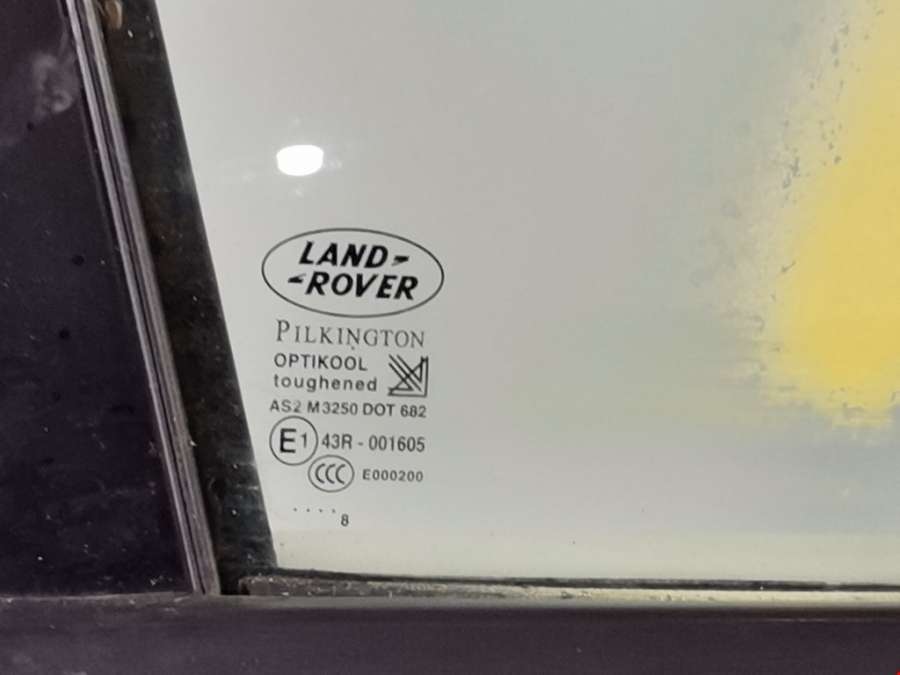 LAND-
-ROVER
PILKINGTON
OPTIKOOL
toughened
AS2 M3250 DOT 682
E1 43R - 001605
CCC E000200
. . . . 8